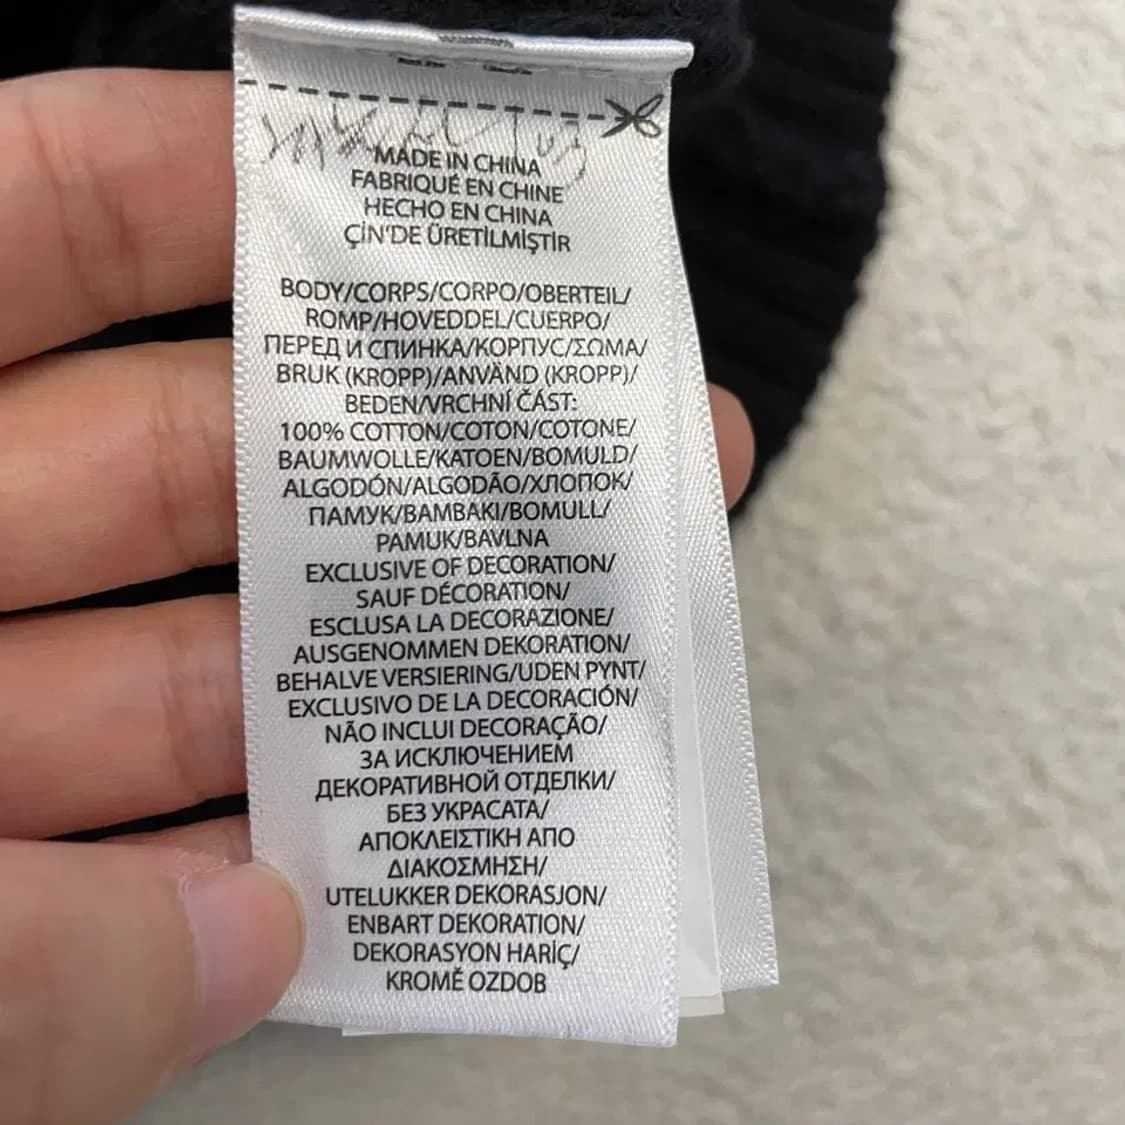 MADE IN CHINA
FABRIQUÉ EN CHINE
HECHO EN CHINA
ÇİN'DE ÜRETİLMİŞTİR
BODY/CORPS/CORPO/OBERTEIL/
ROMP/HOVEDDEL/CUERPO/
ПЕРЕД И СПИНКА/КОРПУС/ΣΩΜΑ/
BRUK (KROPP)/ANVÄND (KROPP)/
BEDEN/VRCHNÍ ČÁST:
100% COTTON/COTON/COTONE/
BAUMWOLLE/KATOEN/BOMULD/
ALGODÓN/ALGODÃO/ХЛОПОК/
ПАМУК/ΒΑΜΒΑΚΙ/BOMULL/
PAMUK/BAVLNA
EXCLUSIVE OF DECORATION/
SAUF DÉCORATION/
ESCLUSA LA DECORAZIONE/
AUSGENOMMEN DEKORATION/
BEHALVE VERSIERING/UDEN PYNT/
EXCLUSIVO DE LA DECORACIÓN/
NÃO INCLUI DECORAÇÃO/
ЗА ИСКЛЮЧЕНИЕМ
ДЕКОРАТИВНОЙ ОТДЕЛКИ/
БЕЗ УКРАСАТА/
ΑΠΟΚΛΕΙΣΤΙΚΗ ΑΠΟ
ΔΙΑΚΟΣΜΗΣΗ/
UTELUKKER DEKORASJON/
ENBART DEKORATION/
DEKORASYON HARİÇ/
KROMĚ OZDOB